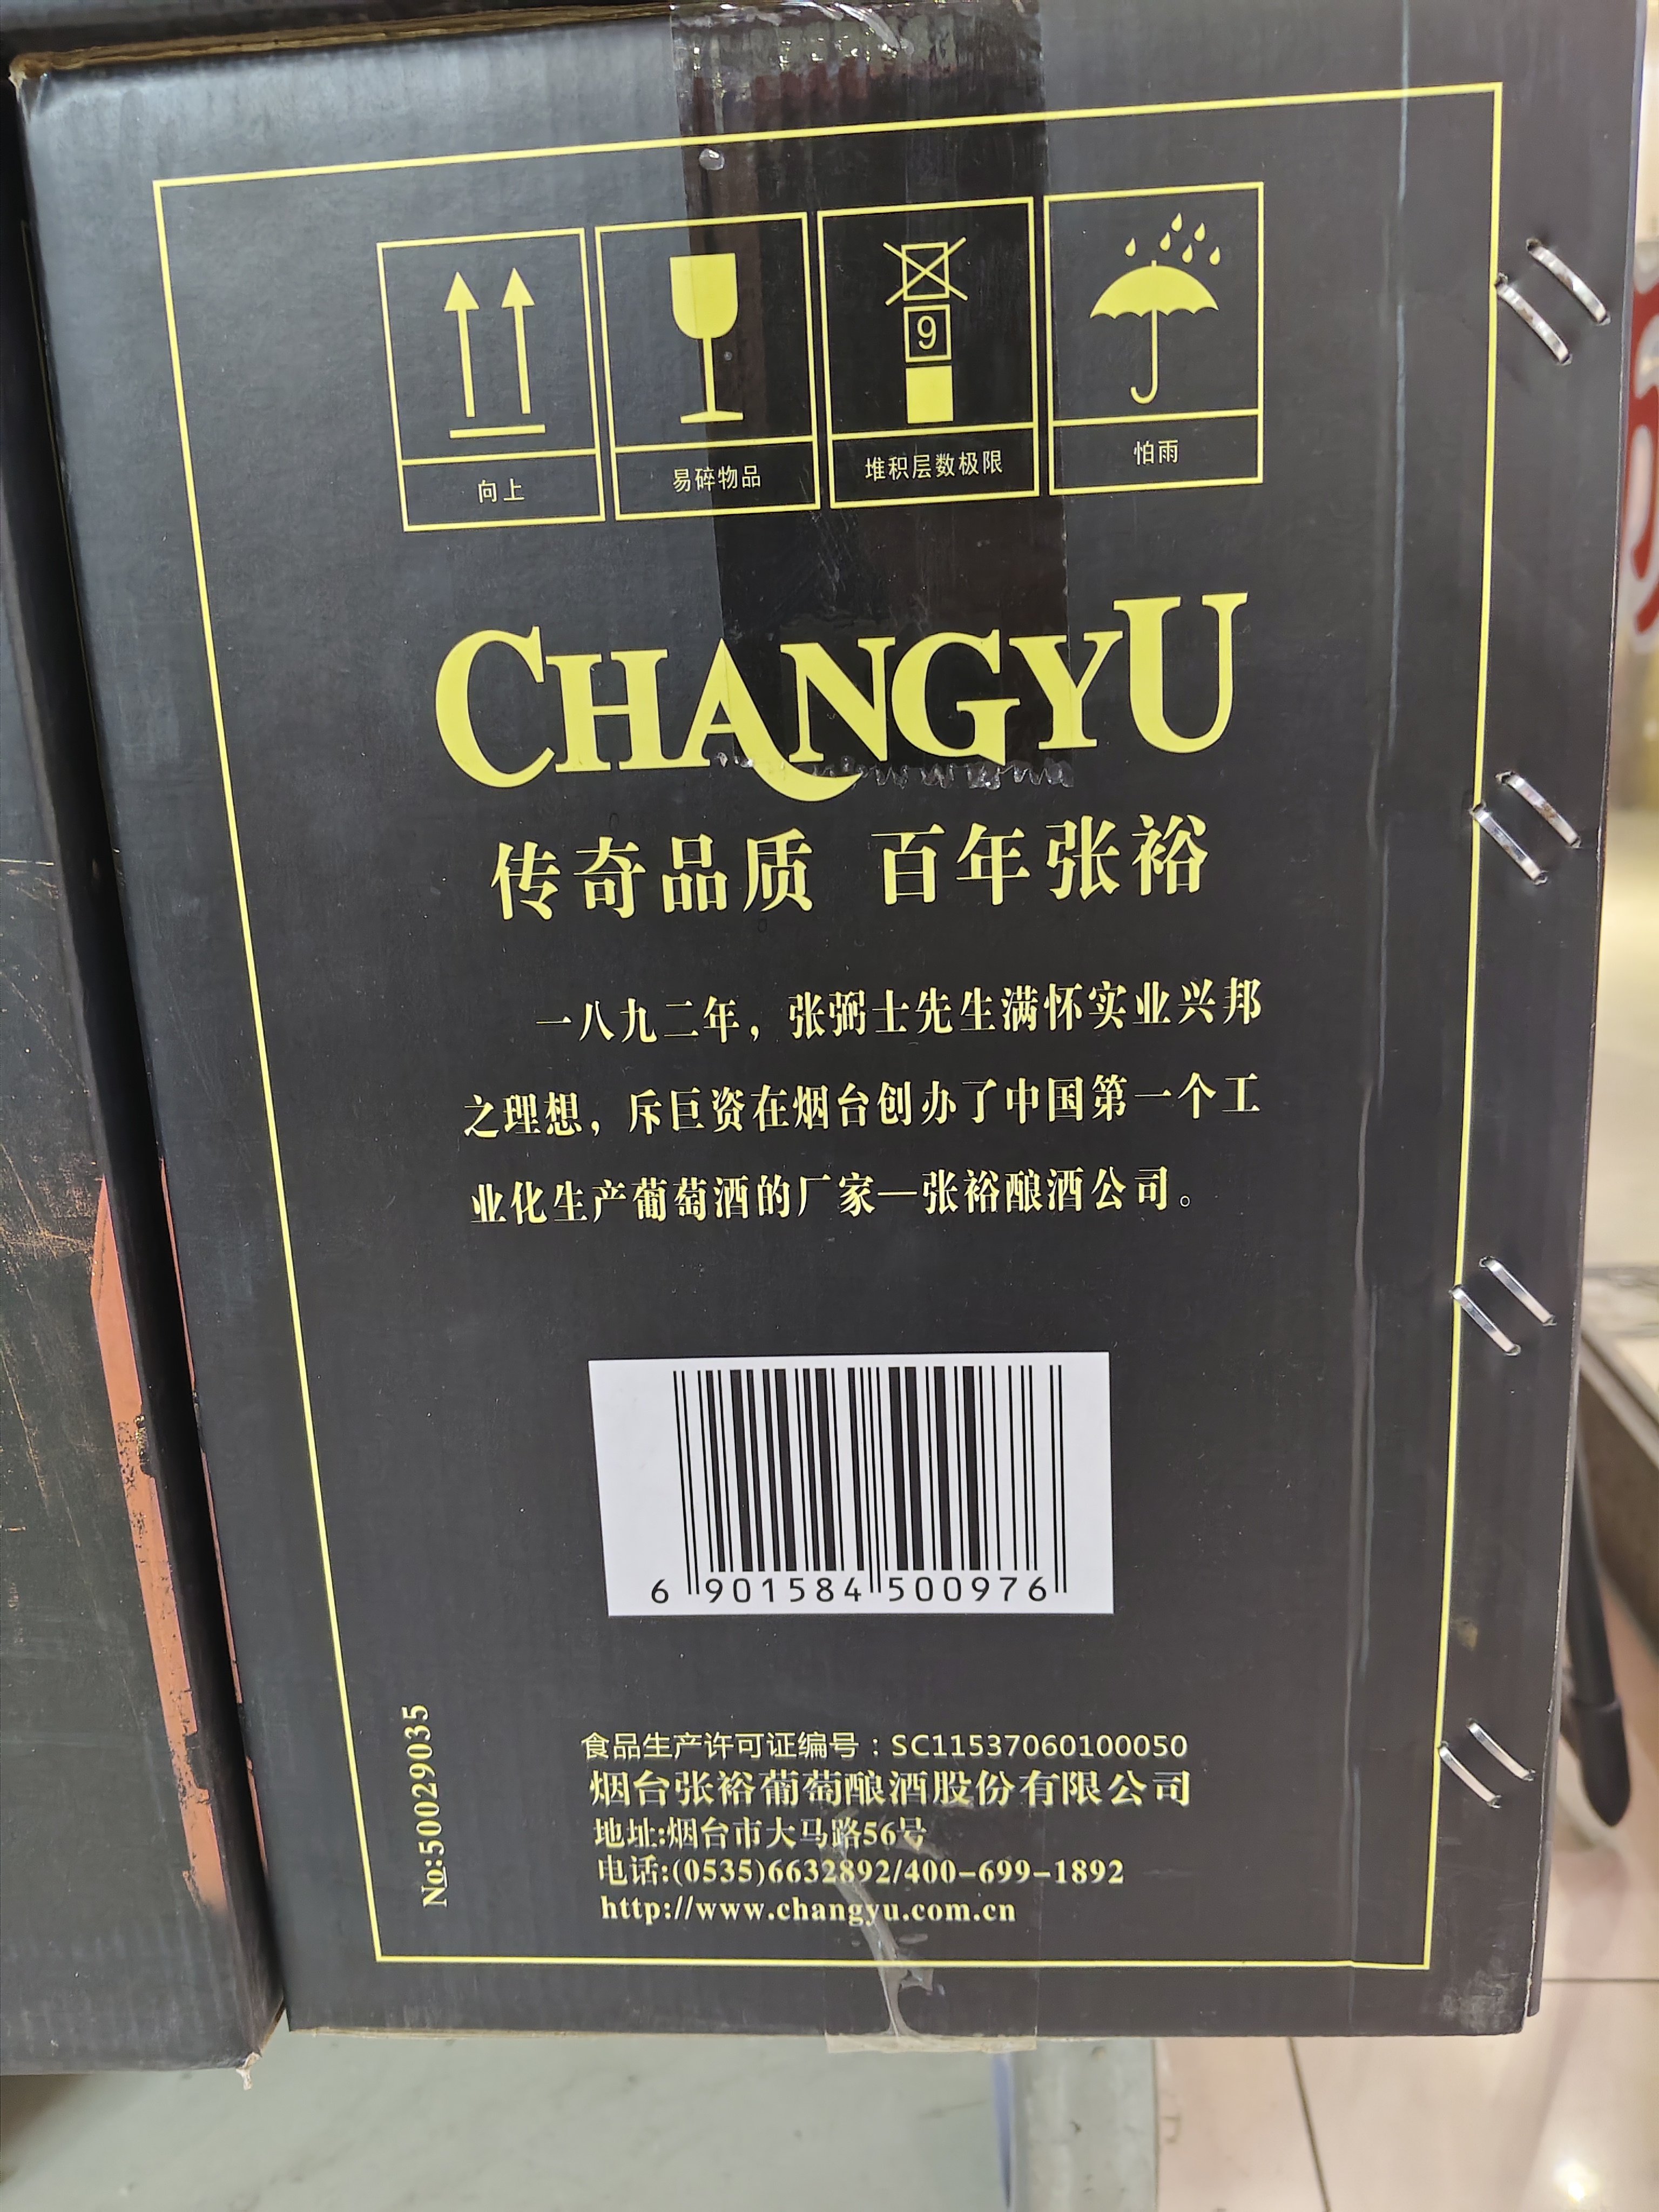 9
向上
易碎物品
堆积层数极限
怕雨
CHANGYU
传奇品质 百年张裕
一八九二年，张弼士先生满怀实业兴邦
之理想，斥巨资在烟台创办了中国第一个工
业化生产葡萄酒的厂家—张裕酿酒公司。
6 901584 500976
No:50029035
食品生产许可证编号：SC11537060100050
烟台张裕葡萄酿酒股份有限公司
地址:烟台市大马路56号
电话:(0535)6632892/400-699-1892
http://www.changyu.com.cn